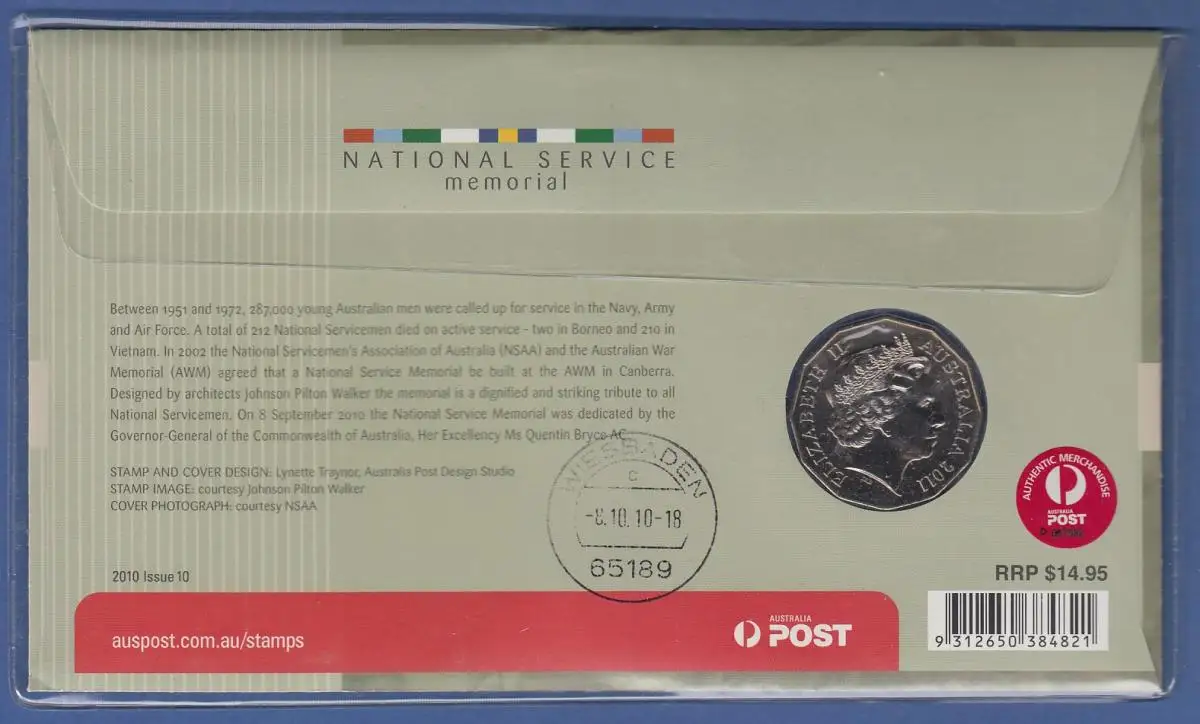 NATIONAL SERVICE
memorial
Between 1951 and 1972, 287,000 young Australian men were called up for service in the Navy, Army
and Air Force. A total of 212 National Servicemen died on active service - two in Borneo and 210 in
Vietnam. In 2002 the National Servicemen's Association of Australia (NSAA) and the Australian War
Memorial (AWM) agreed that a National Service Memorial be built at the AWM in Canberra.
Designed by architects Johnson Pilton Walker the memorial is a dignified and striking tribute to all
National Servicemen. On 8 September 2010 the National Service Memorial was dedicated by the
Governor-General of the Commonwealth of Australia, Her Excellency Ms Quentin Bryce AC.
STAMP AND COVER DESIGN: Lynette Traynor, Australia Post Design Studio
STAMP IMAGE: courtesy Johnson Pilton Walker
COVER PHOTOGRAPH: courtesy NSAA
WIESBADEN
c
-8.10.10-18
65189
ELIZABETH II AUSTRALIA 2011
AUTHENTIC MERCHANDISE
AUSTRALIA
POST
2010 Issue 10
RRP $14.95
9 312650 384821
auspost.com.au/stamps
AUSTRALIA
POST